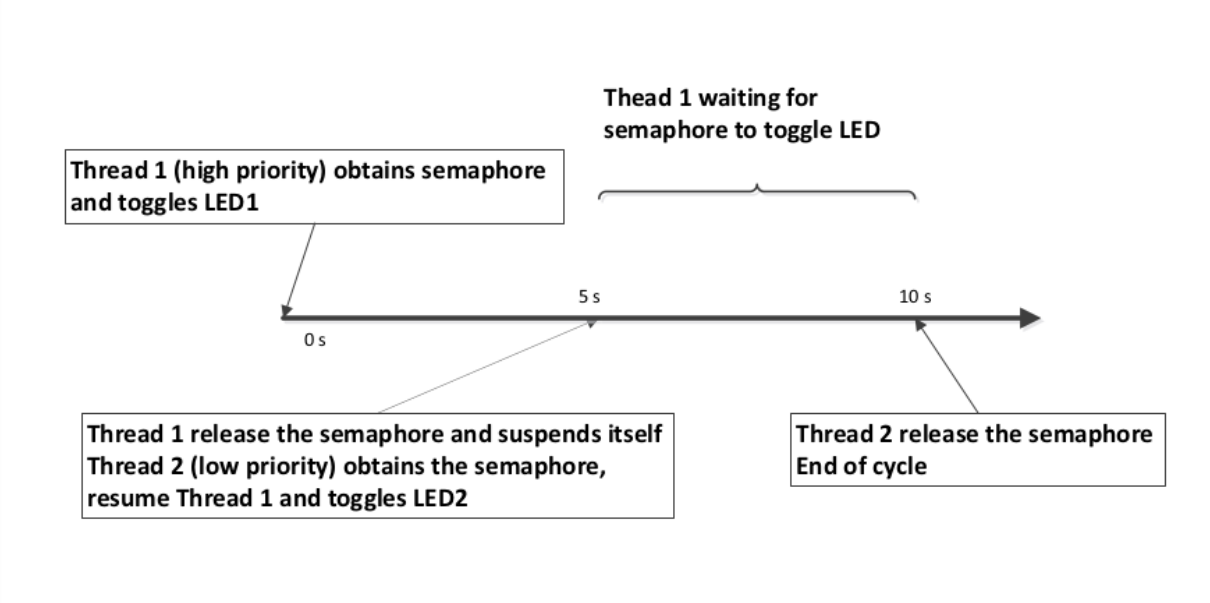 Thead 1 waiting for
semaphore to toggle LED
Thread 1 (high priority) obtains semaphore
and toggles LED1
5 s
10 s
0 s
Thread 1 release the semaphore and suspends itself
Thread 2 (low priority) obtains the semaphore,
resume Thread 1 and toggles LED2
Thread 2 release the semaphore
End of cycle